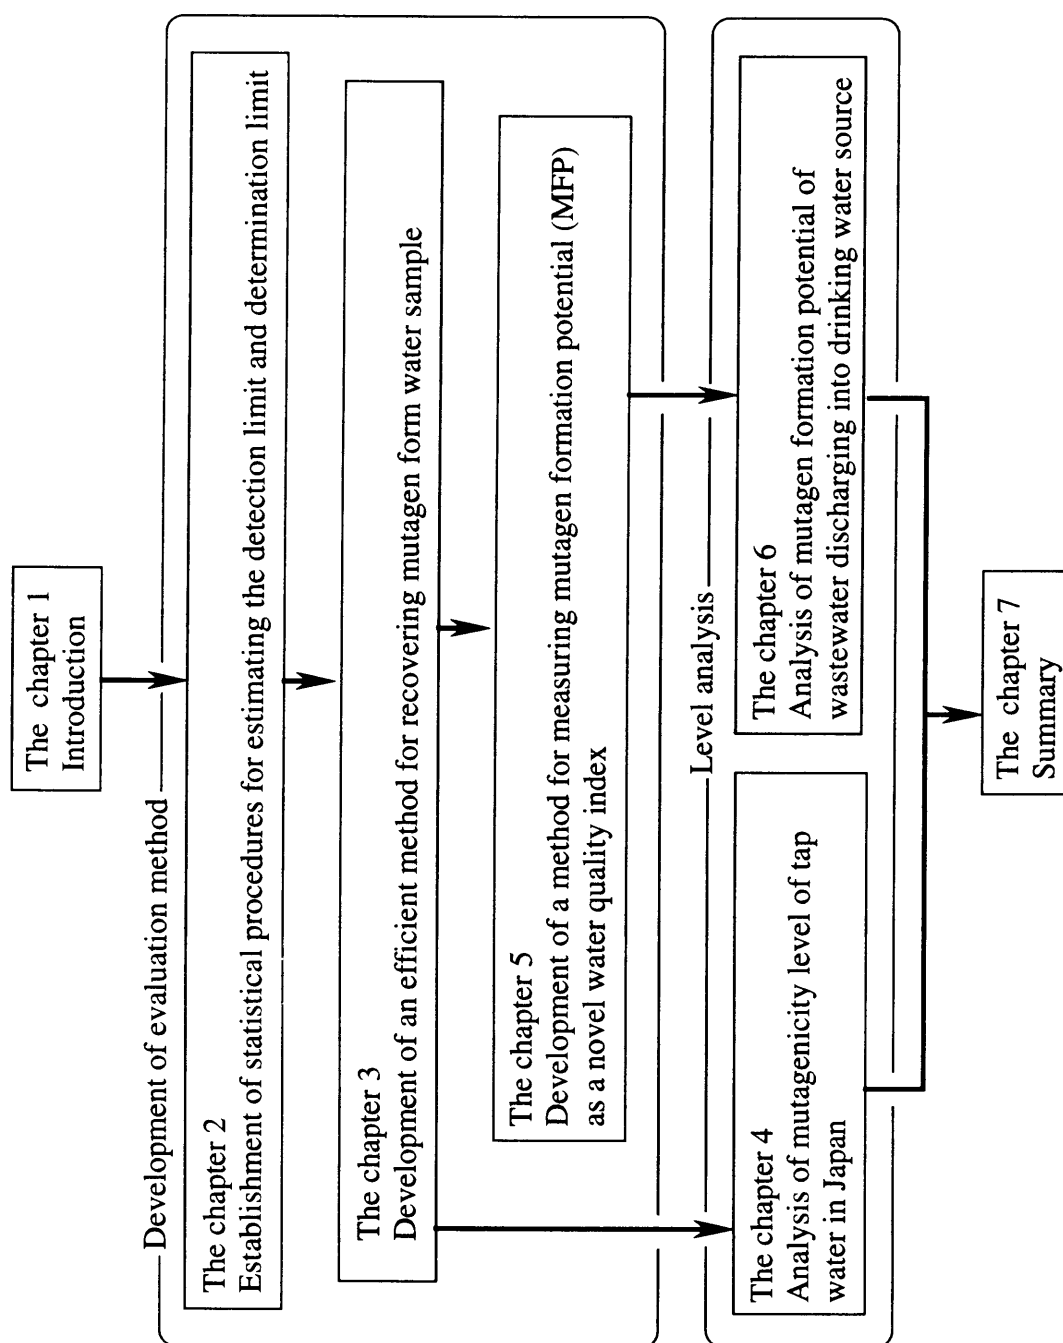 The chapter 1
Introduction
Development of evaluation method
The chapter 2
Establishment of statistical procedures for estimating the detection limit and determination limit
The chapter 3
Development of an efficient method for recovering mutagen form water sample
The chapter 5
Development of a method for measuring mutagen formation potential (MFP)
as a novel water quality index
Level analysis
The chapter 4
Analysis of mutagenicity level of tap
water in Japan
The chapter 6
Analysis of mutagen formation potential of
wastewater discharging into drinking water source
The chapter 7
Summary